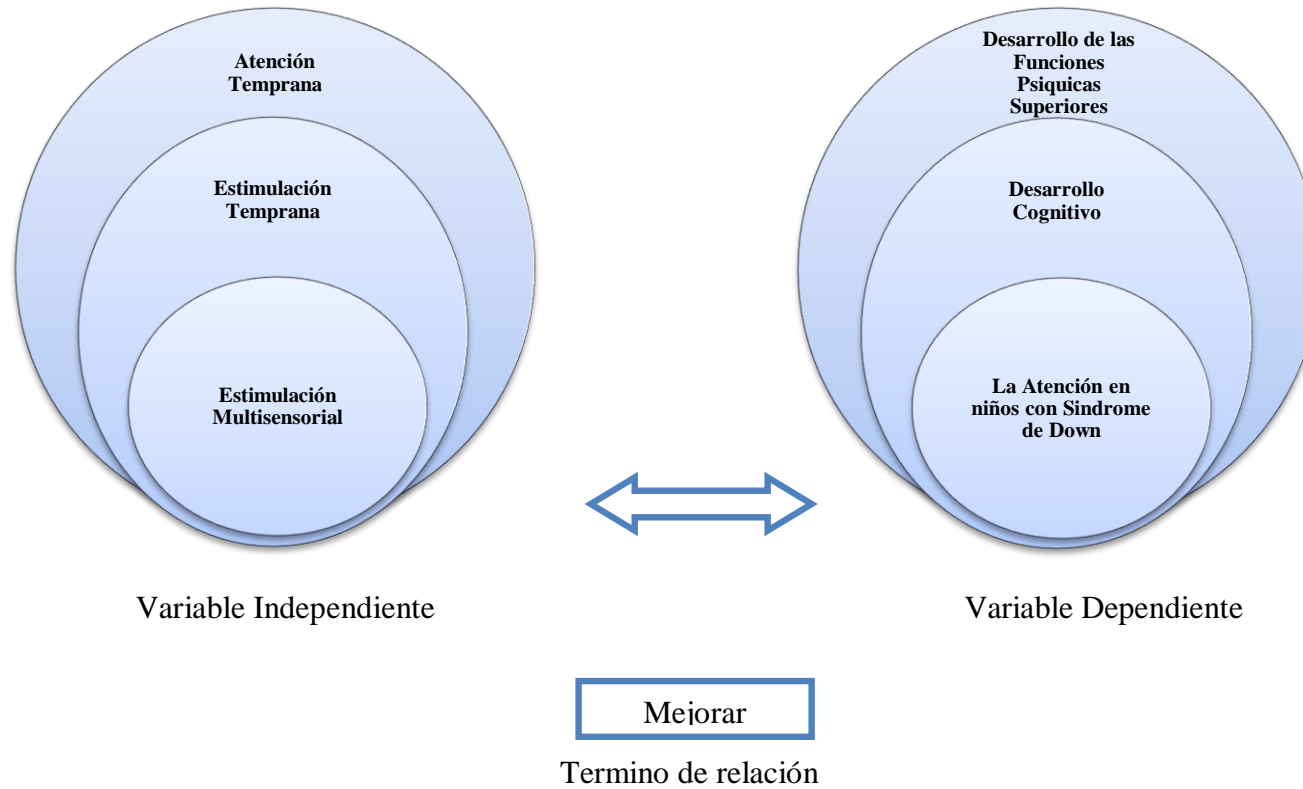 Atención
Temprana
Estimulación
Temprana
Estimulación
Multisensorial
Desarrollo de las
Funciones
Psiquicas
Superiores
Desarrollo
Cognitivo
La Atención en
niños con Sindrome
de Down
Variable Independiente
Variable Dependiente
Mejorar
Termino de relación